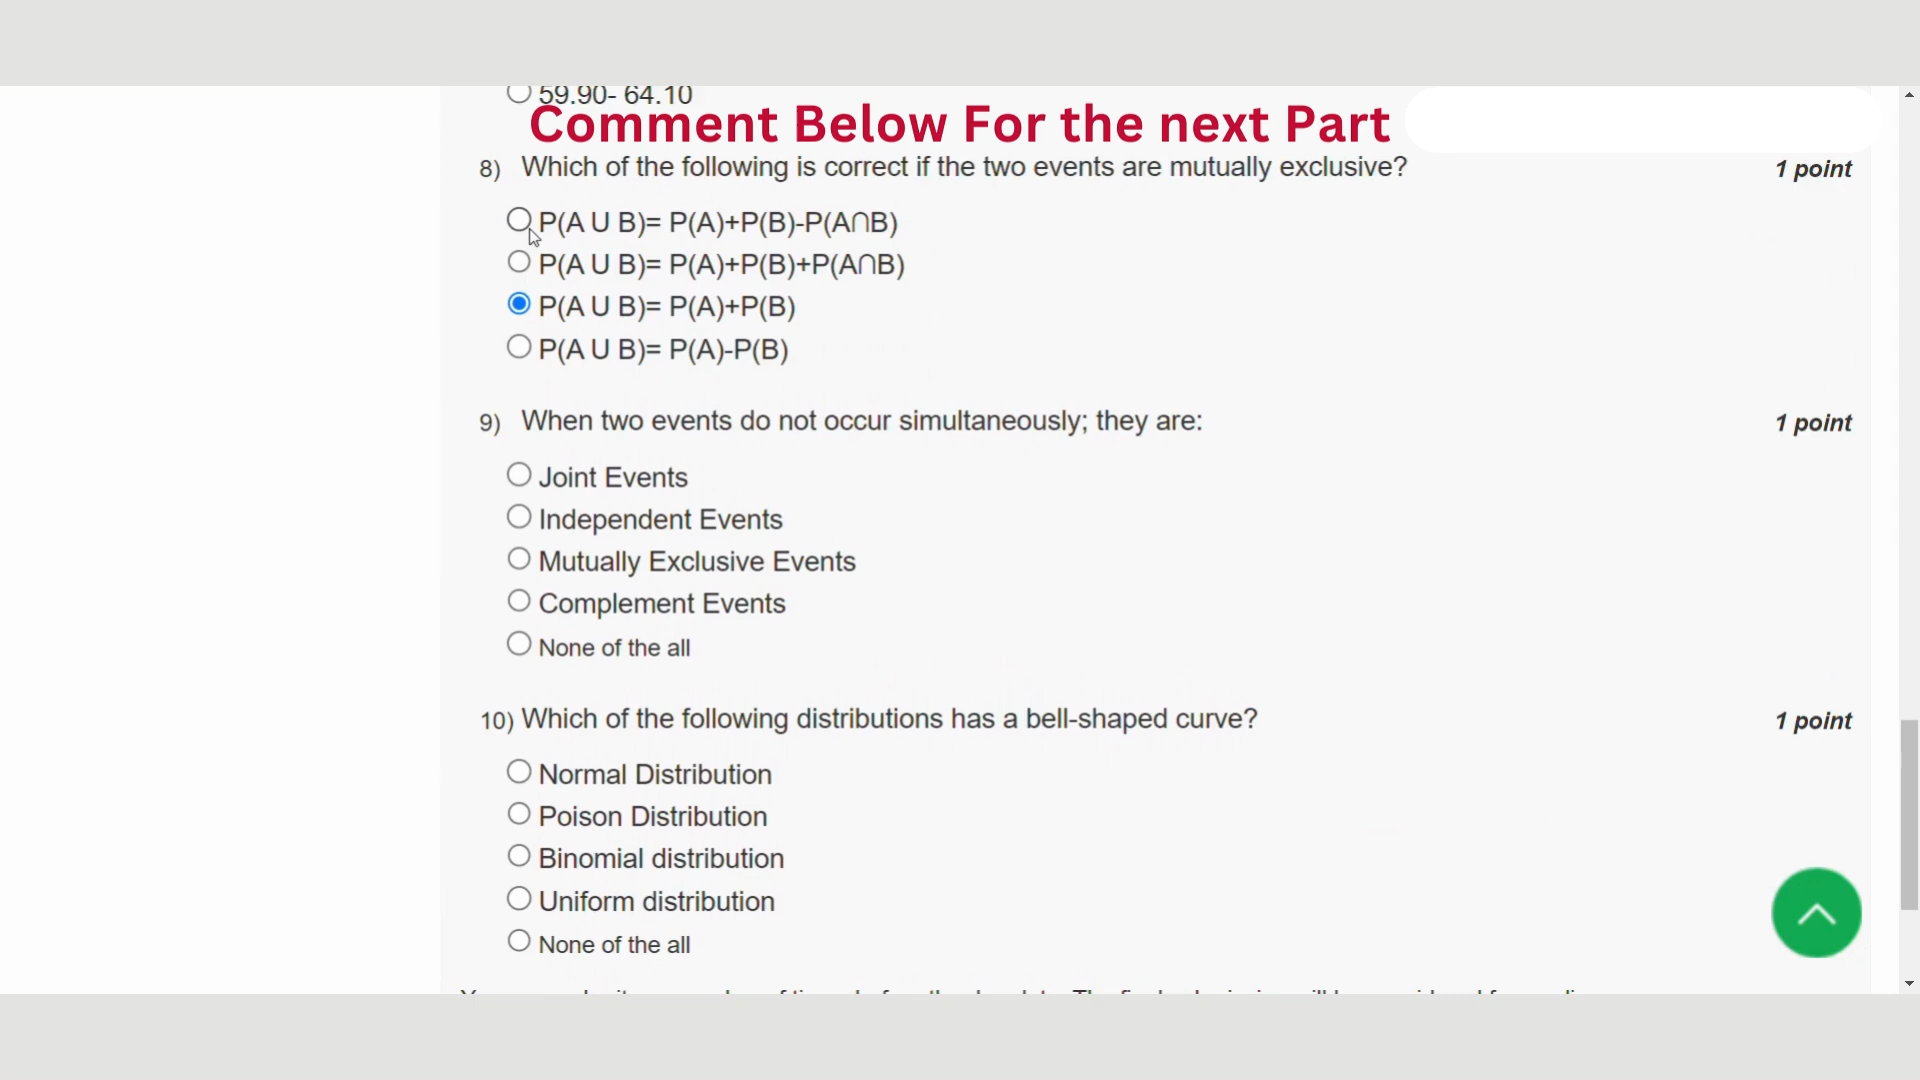 59.90- 64.10
Comment Below For the next Part
8) Which of the following is correct if the two events are mutually exclusive? 1 point
P(A U B)= P(A)+P(B)-P(A∩B)
P(A U B)= P(A)+P(B)+P(A∩B)
P(A U B)= P(A)+P(B)
P(A U B)= P(A)-P(B)
9) When two events do not occur simultaneously; they are: 1 point
Joint Events
Independent Events
Mutually Exclusive Events
Complement Events
None of the all
10) Which of the following distributions has a bell-shaped curve? 1 point
Normal Distribution
Poison Distribution
Binomial distribution
Uniform distribution
None of the all